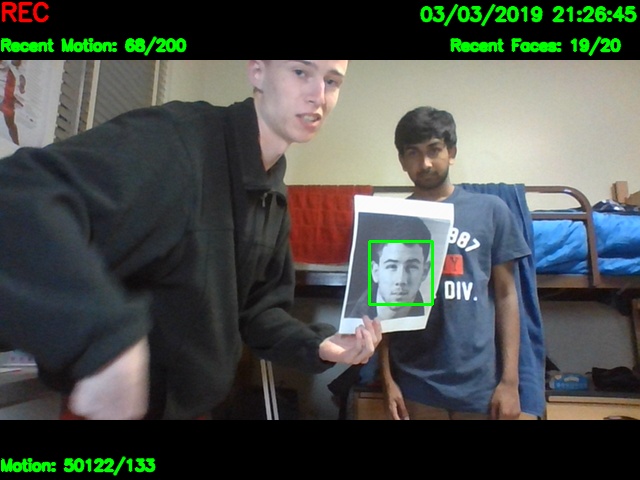 REC
03/03/2019 21:26:45
Recent Motion: 68/200
Recent Faces: 19/20
DIV.
Motion: 50122/133